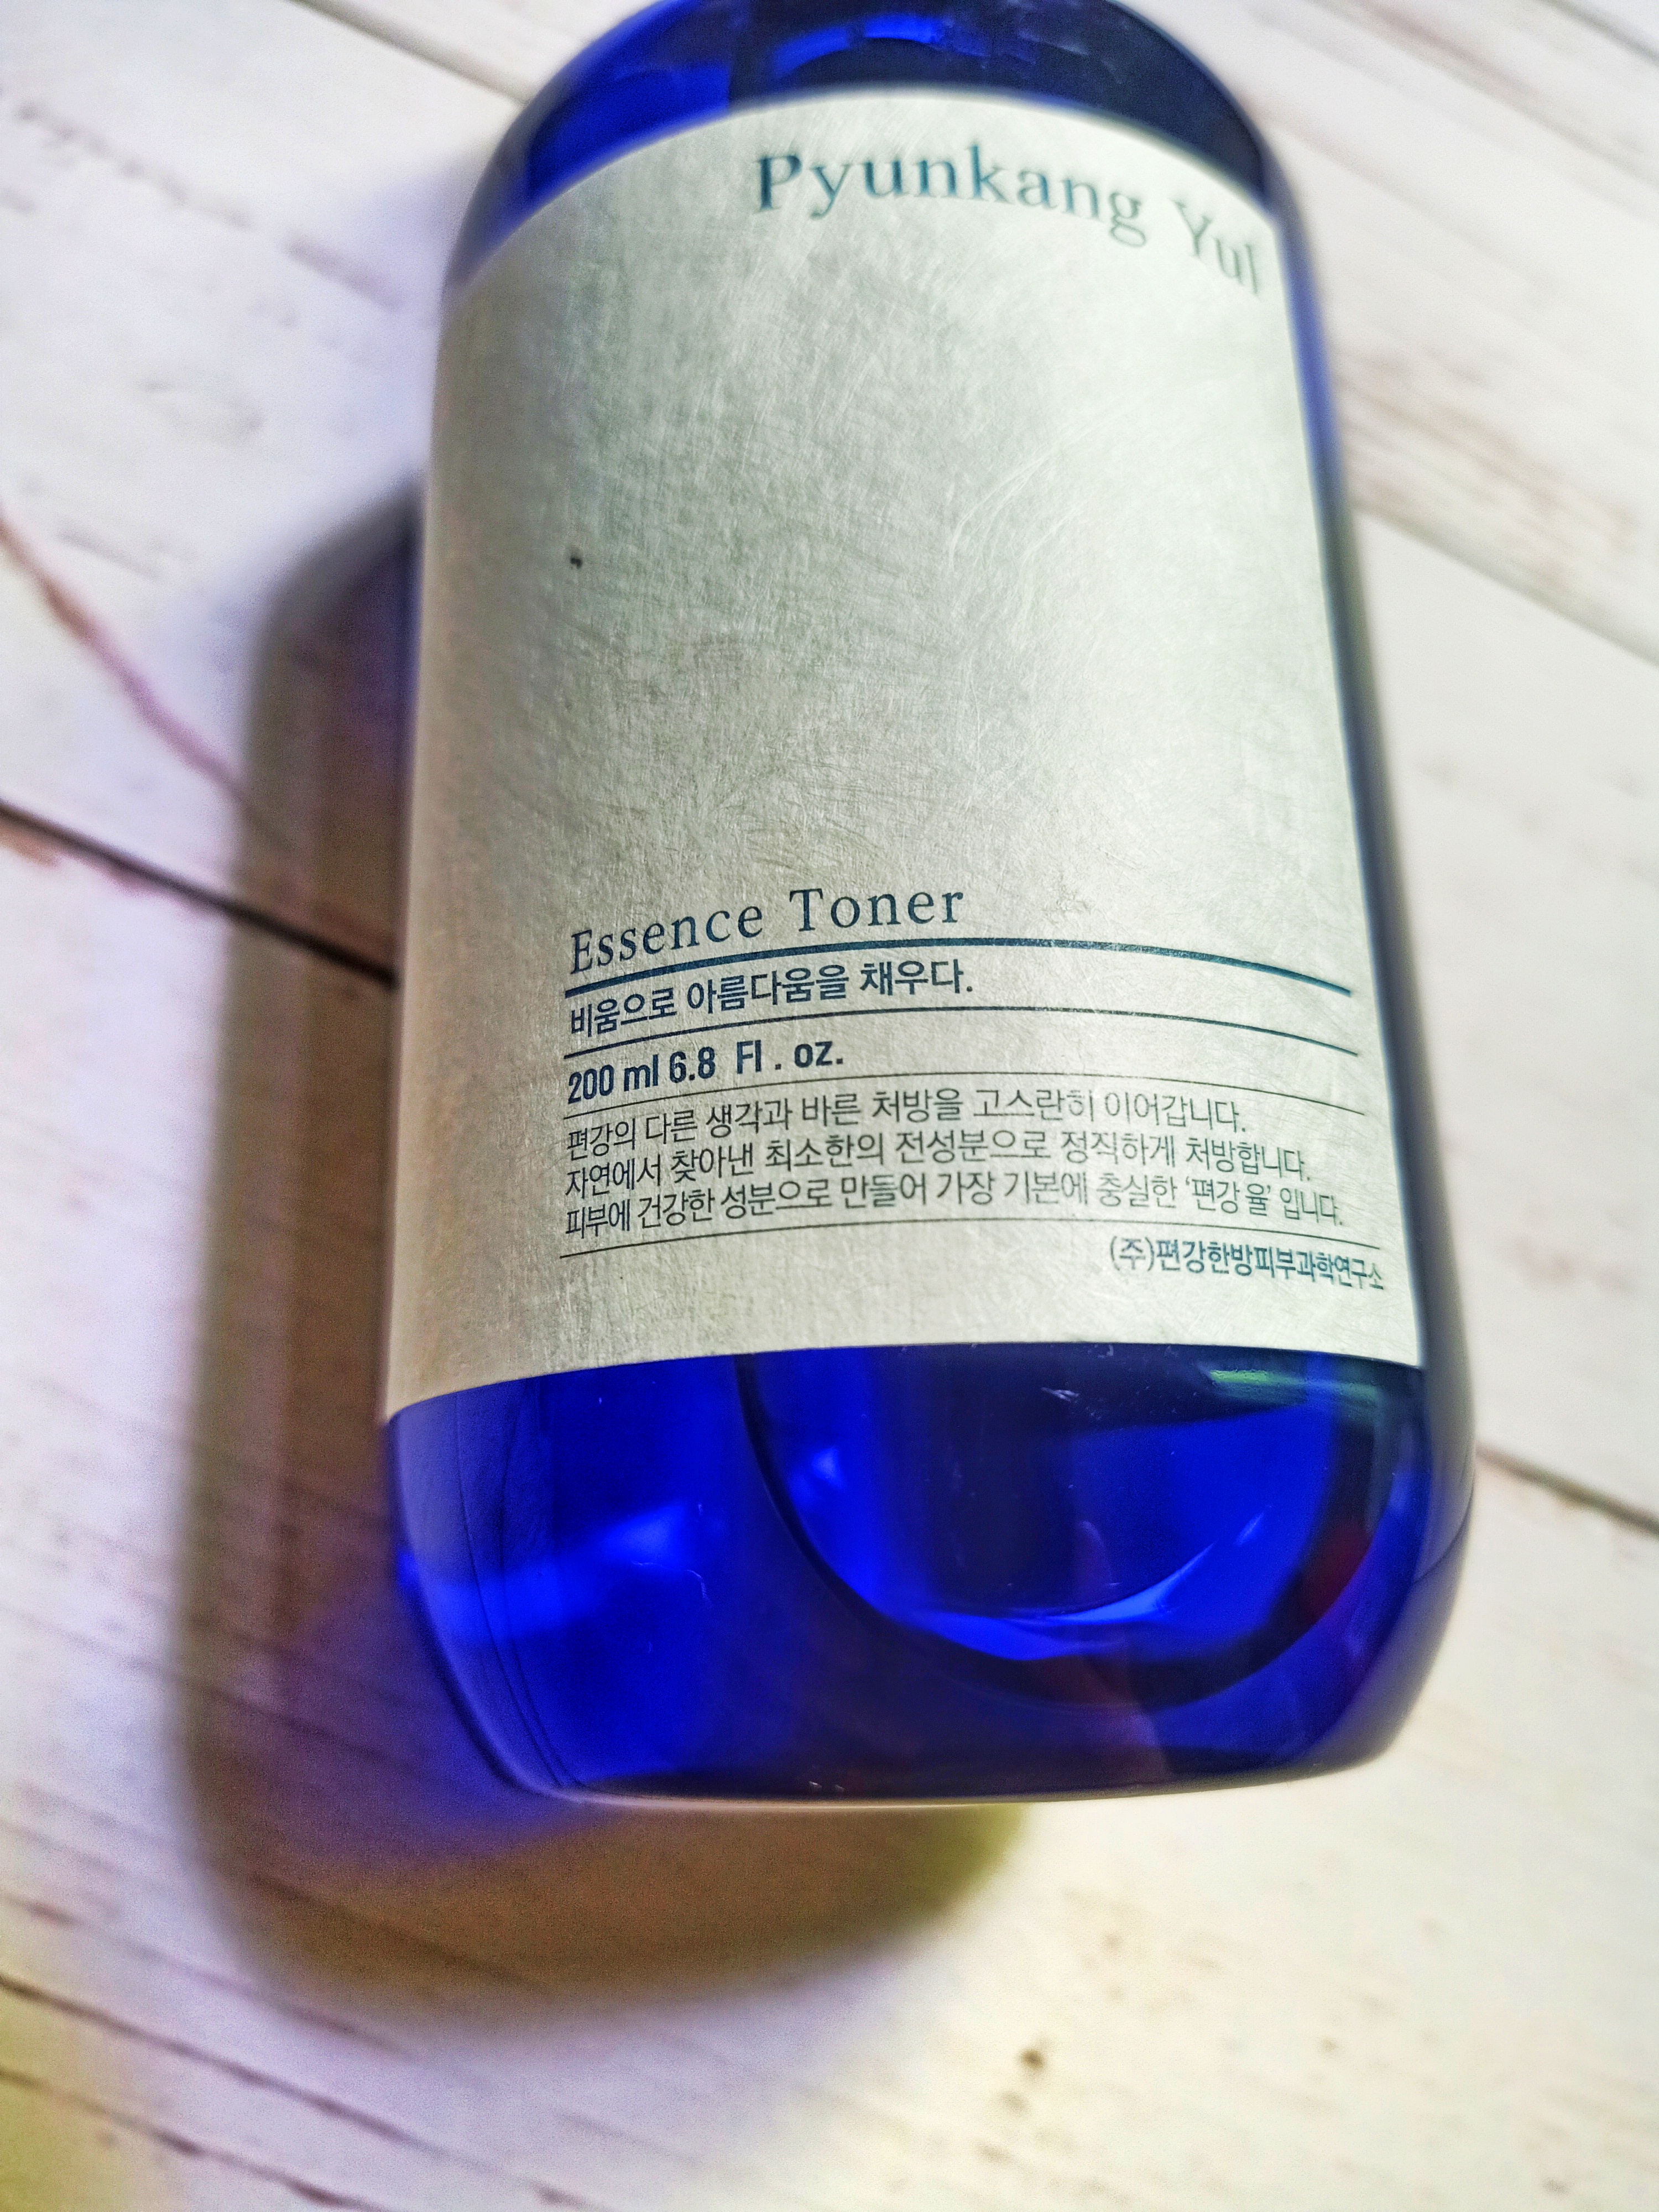 Pyunkang Yul
Essence Toner
비움으로 아름다움을 채우다.
200 ml 6.8 Fl . oz.
편강의 다른 생각과 바른 처방을 고스란히 이어갑니다.
자연에서 찾아낸 최소한의 전성분으로 정직하게 처방합니다.
피부에 건강한 성분으로 만들어 가장 기본에 충실한 ‘편강 율’ 입니다.
(주)편강한방피부과학연구소